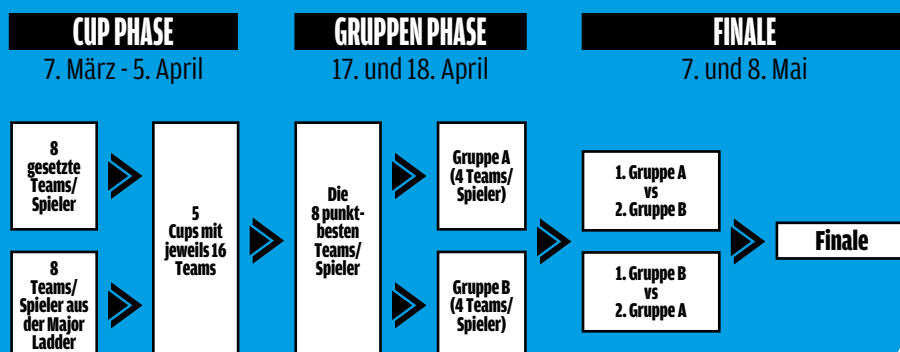 CUP PHASE
7. März - 5. April
8
gesetzte
Teams/
Spieler
8
Teams/
Spieler aus
der Major
Ladder
5
Cups mit
jeweils 16
Teams
GRUPPEN PHASE
17. und 18. April
Die
8 punkt-
besten
Teams/
Spieler
Gruppe A
(4 Teams/
Spieler)
Gruppe B
(4 Teams/
Spieler)
FINALE
7. und 8. Mai
1. Gruppe A
vs
2. Gruppe B
1. Gruppe B
vs
2. Gruppe A
Finale